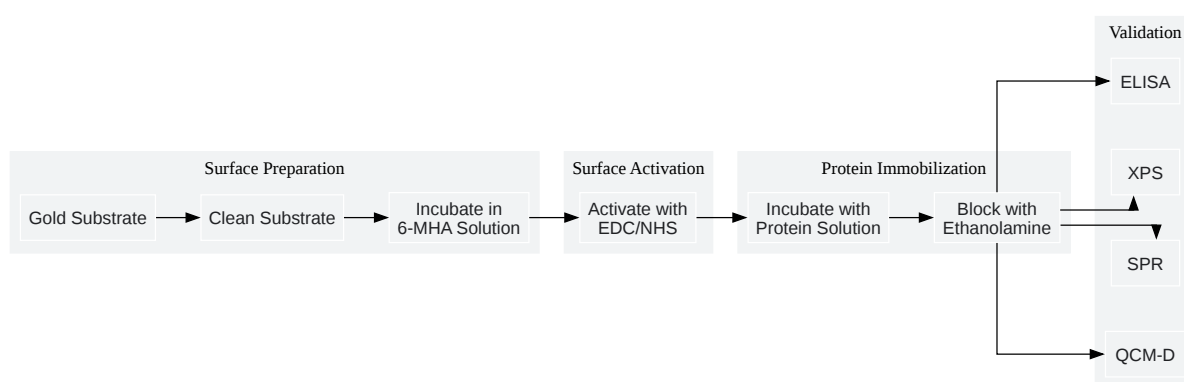 Surface Preparation
Gold Substrate
Clean Substrate
Incubate in
6-MHA Solution
Surface Activation
Activate with
EDC/NHS
Protein Immobilization
Incubate with
Protein Solution
Block with
Ethanolamine
Validation
ELISA
XPS
SPR
QCM-D